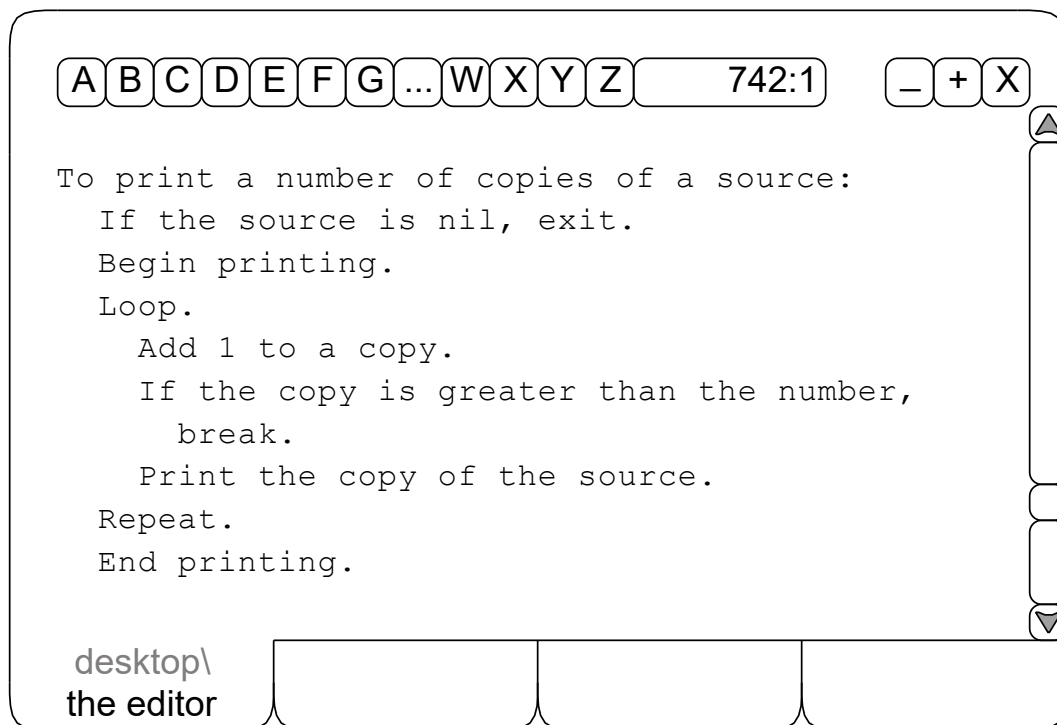 A B C D E F G ... W X Y Z 742:1 _ + X
To print a number of copies of a source:
If the source is nil, exit.
Begin printing.
Loop.
Add 1 to a copy.
If the copy is greater than the number,
break.
Print the copy of the source.
Repeat.
End printing.
desktop\
the editor